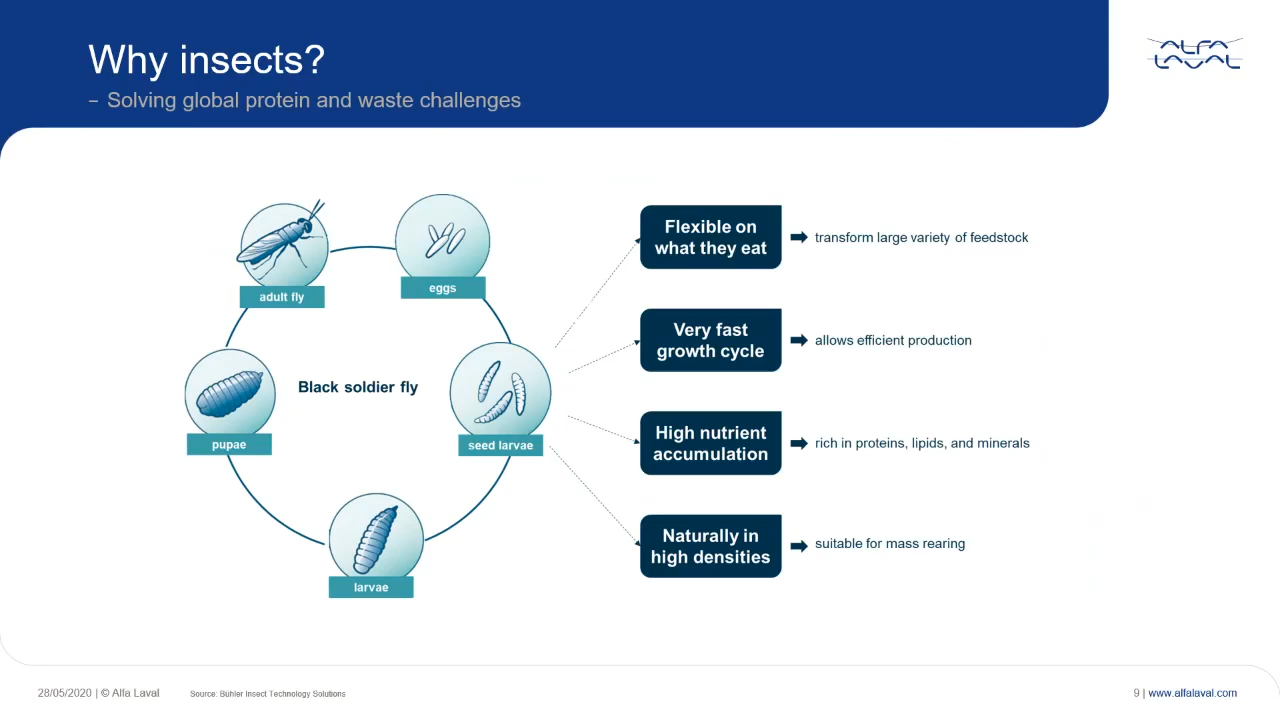 Why insects?
– Solving global protein and waste challenges
ALFA
LAVAL
adult fly
eggs
Black soldier fly
pupae
seed larvae
larvae
Flexible on
what they eat
transform large variety of feedstock
Very fast
growth cycle
allows efficient production
High nutrient
accumulation
rich in proteins, lipids, and minerals
Naturally in
high densities
suitable for mass rearing
28/05/2020 | © Alfa Laval
Source: Bühler Insect Technology Solutions
9 | www.alfalaval.com